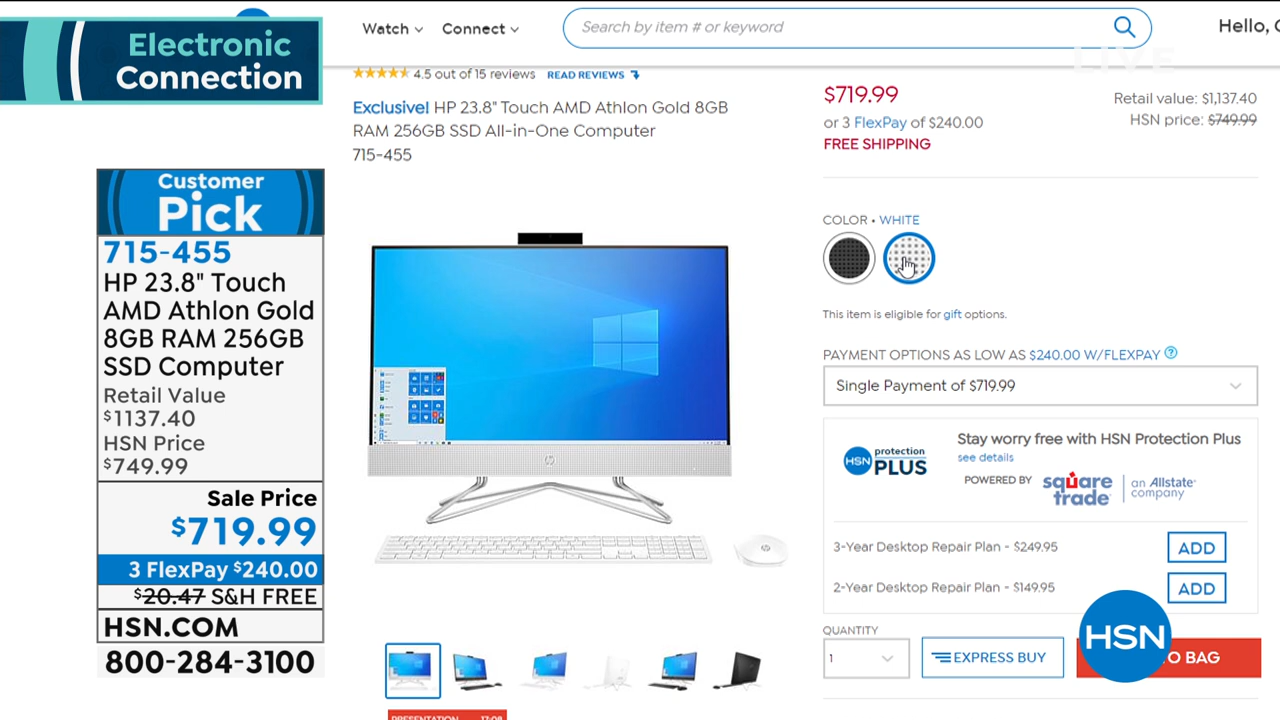 Electronic
Connection
Watch
Connect
Search by item # or keyword
Hello,
LIVE
4.5 out of 15 reviews
READ REVIEWS
Exclusive! HP 23.8" Touch AMD Athlon Gold 8GB
RAM 256GB SSD All-in-One Computer
715-455
$719.99
or 3 FlexPay of $240.00
FREE SHIPPING
Retail value: $1,137.40
HSN price: $749.99
COLOR • WHITE
This item is eligible for gift options.
PAYMENT OPTIONS AS LOW AS $240.00 W/FLEXPAY ?
Single Payment of $719.99
HSN protection
PLUS
Stay worry free with HSN Protection Plus
see details
POWERED BY
square
trade
an Allstate
company
3-Year Desktop Repair Plan - $249.95
ADD
2-Year Desktop Repair Plan - $149.95
ADD
QUANTITY
1
EXPRESS BUY
HSN
O BAG
Customer
Pick
715-455
HP 23.8" Touch
AMD Athlon Gold
8GB RAM 256GB
SSD Computer
Retail Value
$1137.40
HSN Price
$749.99
Sale Price
$719.99
3 FlexPay $240.00
$20.47 S&H FREE
HSN.COM
800-284-3100
hp
PRESENTATION 17:08